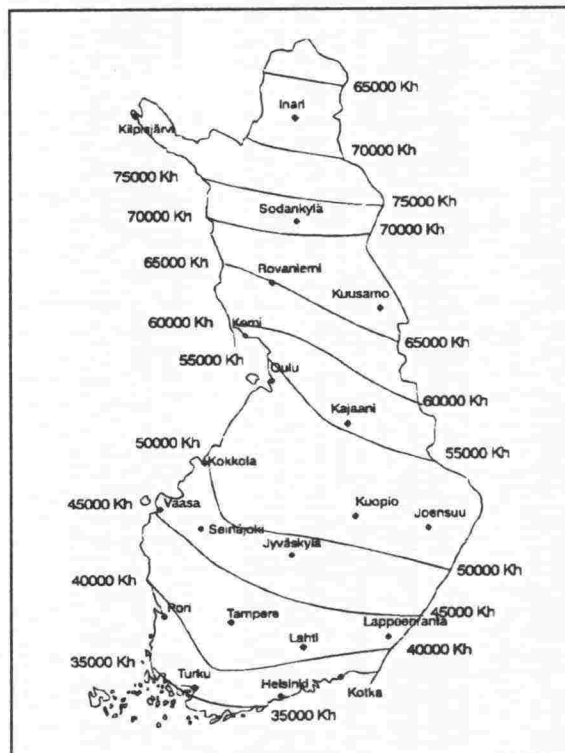 65000 Kh
Inari
Kilpisjärvi
70000 Kh
75000 Kh
75000 Kh
Sodankylä
70000 Kh
70000 Kh
65000 Kh
Rovaniemi
Kuusamo
60000 Kh
Kemi
65000 Kh
55000 Kh
Oulu
60000 Kh
Kajaani
50000 Kh
55000 Kh
Kokkola
45000 Kh
Vaasa
Kuopio
Joensuu
Seinäjoki
Jyväskylä
50000 Kh
40000 Kh
Pori
Tampere
45000 Kh
Lappeenranta
Lahti
40000 Kh
35000 Kh
Turku
Helsinki
Kotka
35000 Kh